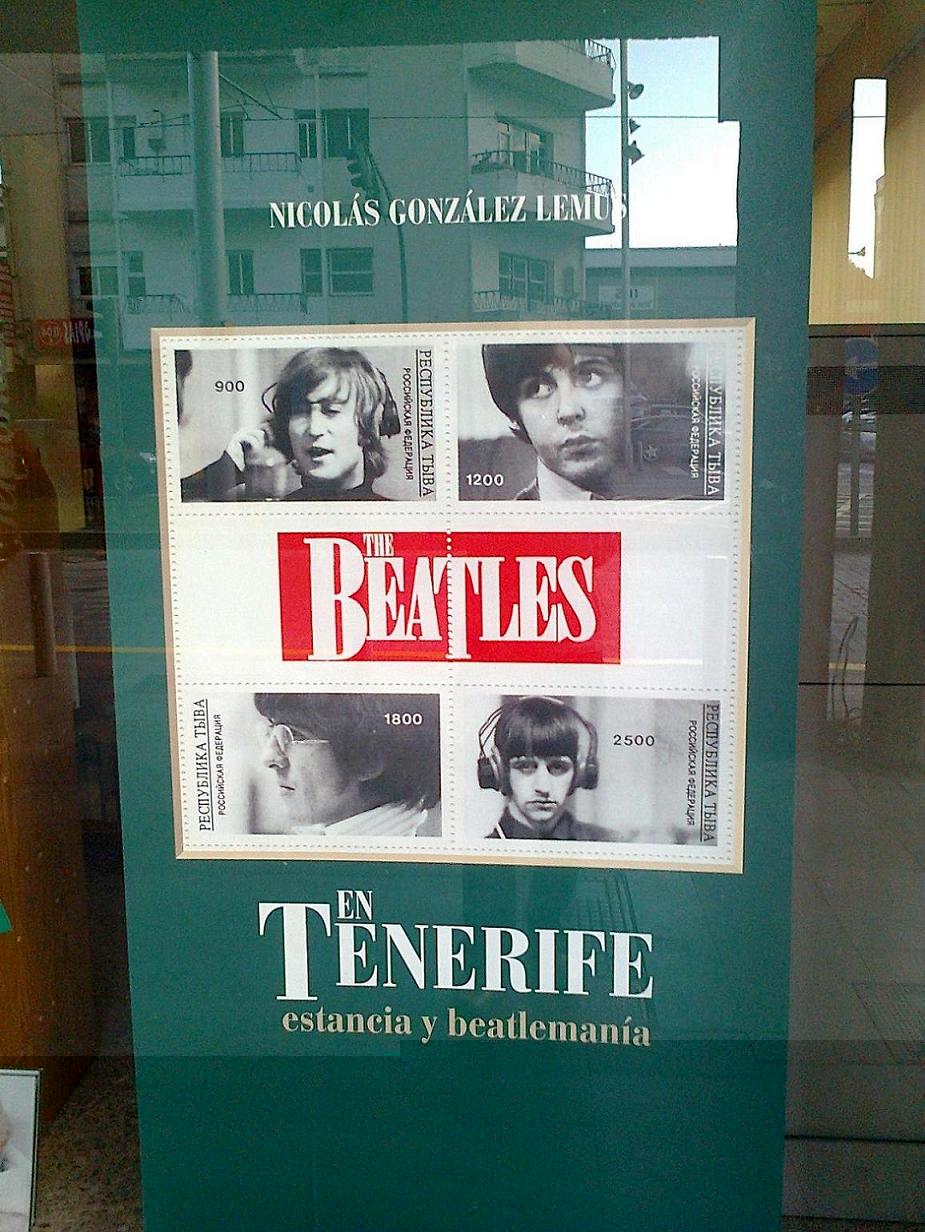 NICOLÁS GONZÁLEZ LEMUS
900
РЕСПУБЛИКА ТЫВА
РОССИЙСКАЯ ФЕДЕРАЦИЯ
1200
РЕСПУБЛИКА ТЫВА
РОССИЙСКАЯ ФЕДЕРАЦИЯ
THE
BEATLES
РЕСПУБЛИКА ТЫВА
РОССИЙСКАЯ ФЕДЕРАЦИЯ
1800
2500
РЕСПУБЛИКА ТЫВА
РОССИЙСКАЯ ФЕДЕРАЦИЯ
EN
TENERIFE
estancia y beatlemanía